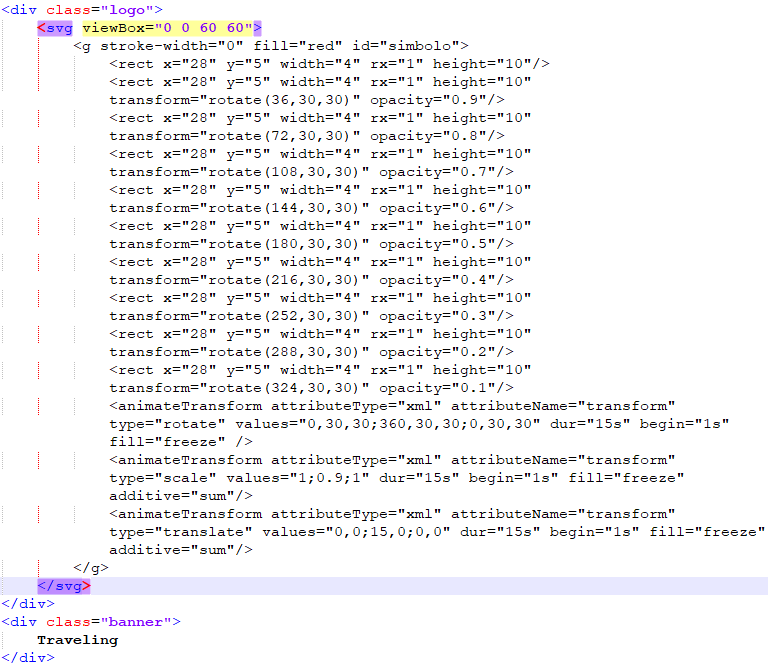 <div class="logo">
<svg viewBox="0 0 60 60">
<g stroke-width="0" fill="red" id="simbolo">
<rect x="28" y="5" width="4" rx="1" height="10"/>
<rect x="28" y="5" width="4" rx="1" height="10"
transform="rotate(36,30,30)" opacity="0.9"/>
<rect x="28" y="5" width="4" rx="1" height="10"
transform="rotate(72,30,30)" opacity="0.8"/>
<rect x="28" y="5" width="4" rx="1" height="10"
transform="rotate(108,30,30)" opacity="0.7"/>
<rect x="28" y="5" width="4" rx="1" height="10"
transform="rotate(144,30,30)" opacity="0.6"/>
<rect x="28" y="5" width="4" rx="1" height="10"
transform="rotate(180,30,30)" opacity="0.5"/>
<rect x="28" y="5" width="4" rx="1" height="10"
transform="rotate(216,30,30)" opacity="0.4"/>
<rect x="28" y="5" width="4" rx="1" height="10"
transform="rotate(252,30,30)" opacity="0.3"/>
<rect x="28" y="5" width="4" rx="1" height="10"
transform="rotate(288,30,30)" opacity="0.2"/>
<rect x="28" y="5" width="4" rx="1" height="10"
transform="rotate(324,30,30)" opacity="0.1"/>
<animateTransform attributeType="xml" attributeName="transform"
type="rotate" values="0,30,30;360,30,30;0,30,30" dur="15s" begin="1s"
fill="freeze" />
<animateTransform attributeType="xml" attributeName="transform"
type="scale" values="1;0.9;1" dur="15s" begin="1s" fill="freeze"
additive="sum"/>
<animateTransform attributeType="xml" attributeName="transform"
type="translate" values="0,0;15,0;0,0" dur="15s" begin="1s" fill="freeze"
additive="sum"/>
</g>
</svg>
</div>
<div class="banner">
Traveling
</div>